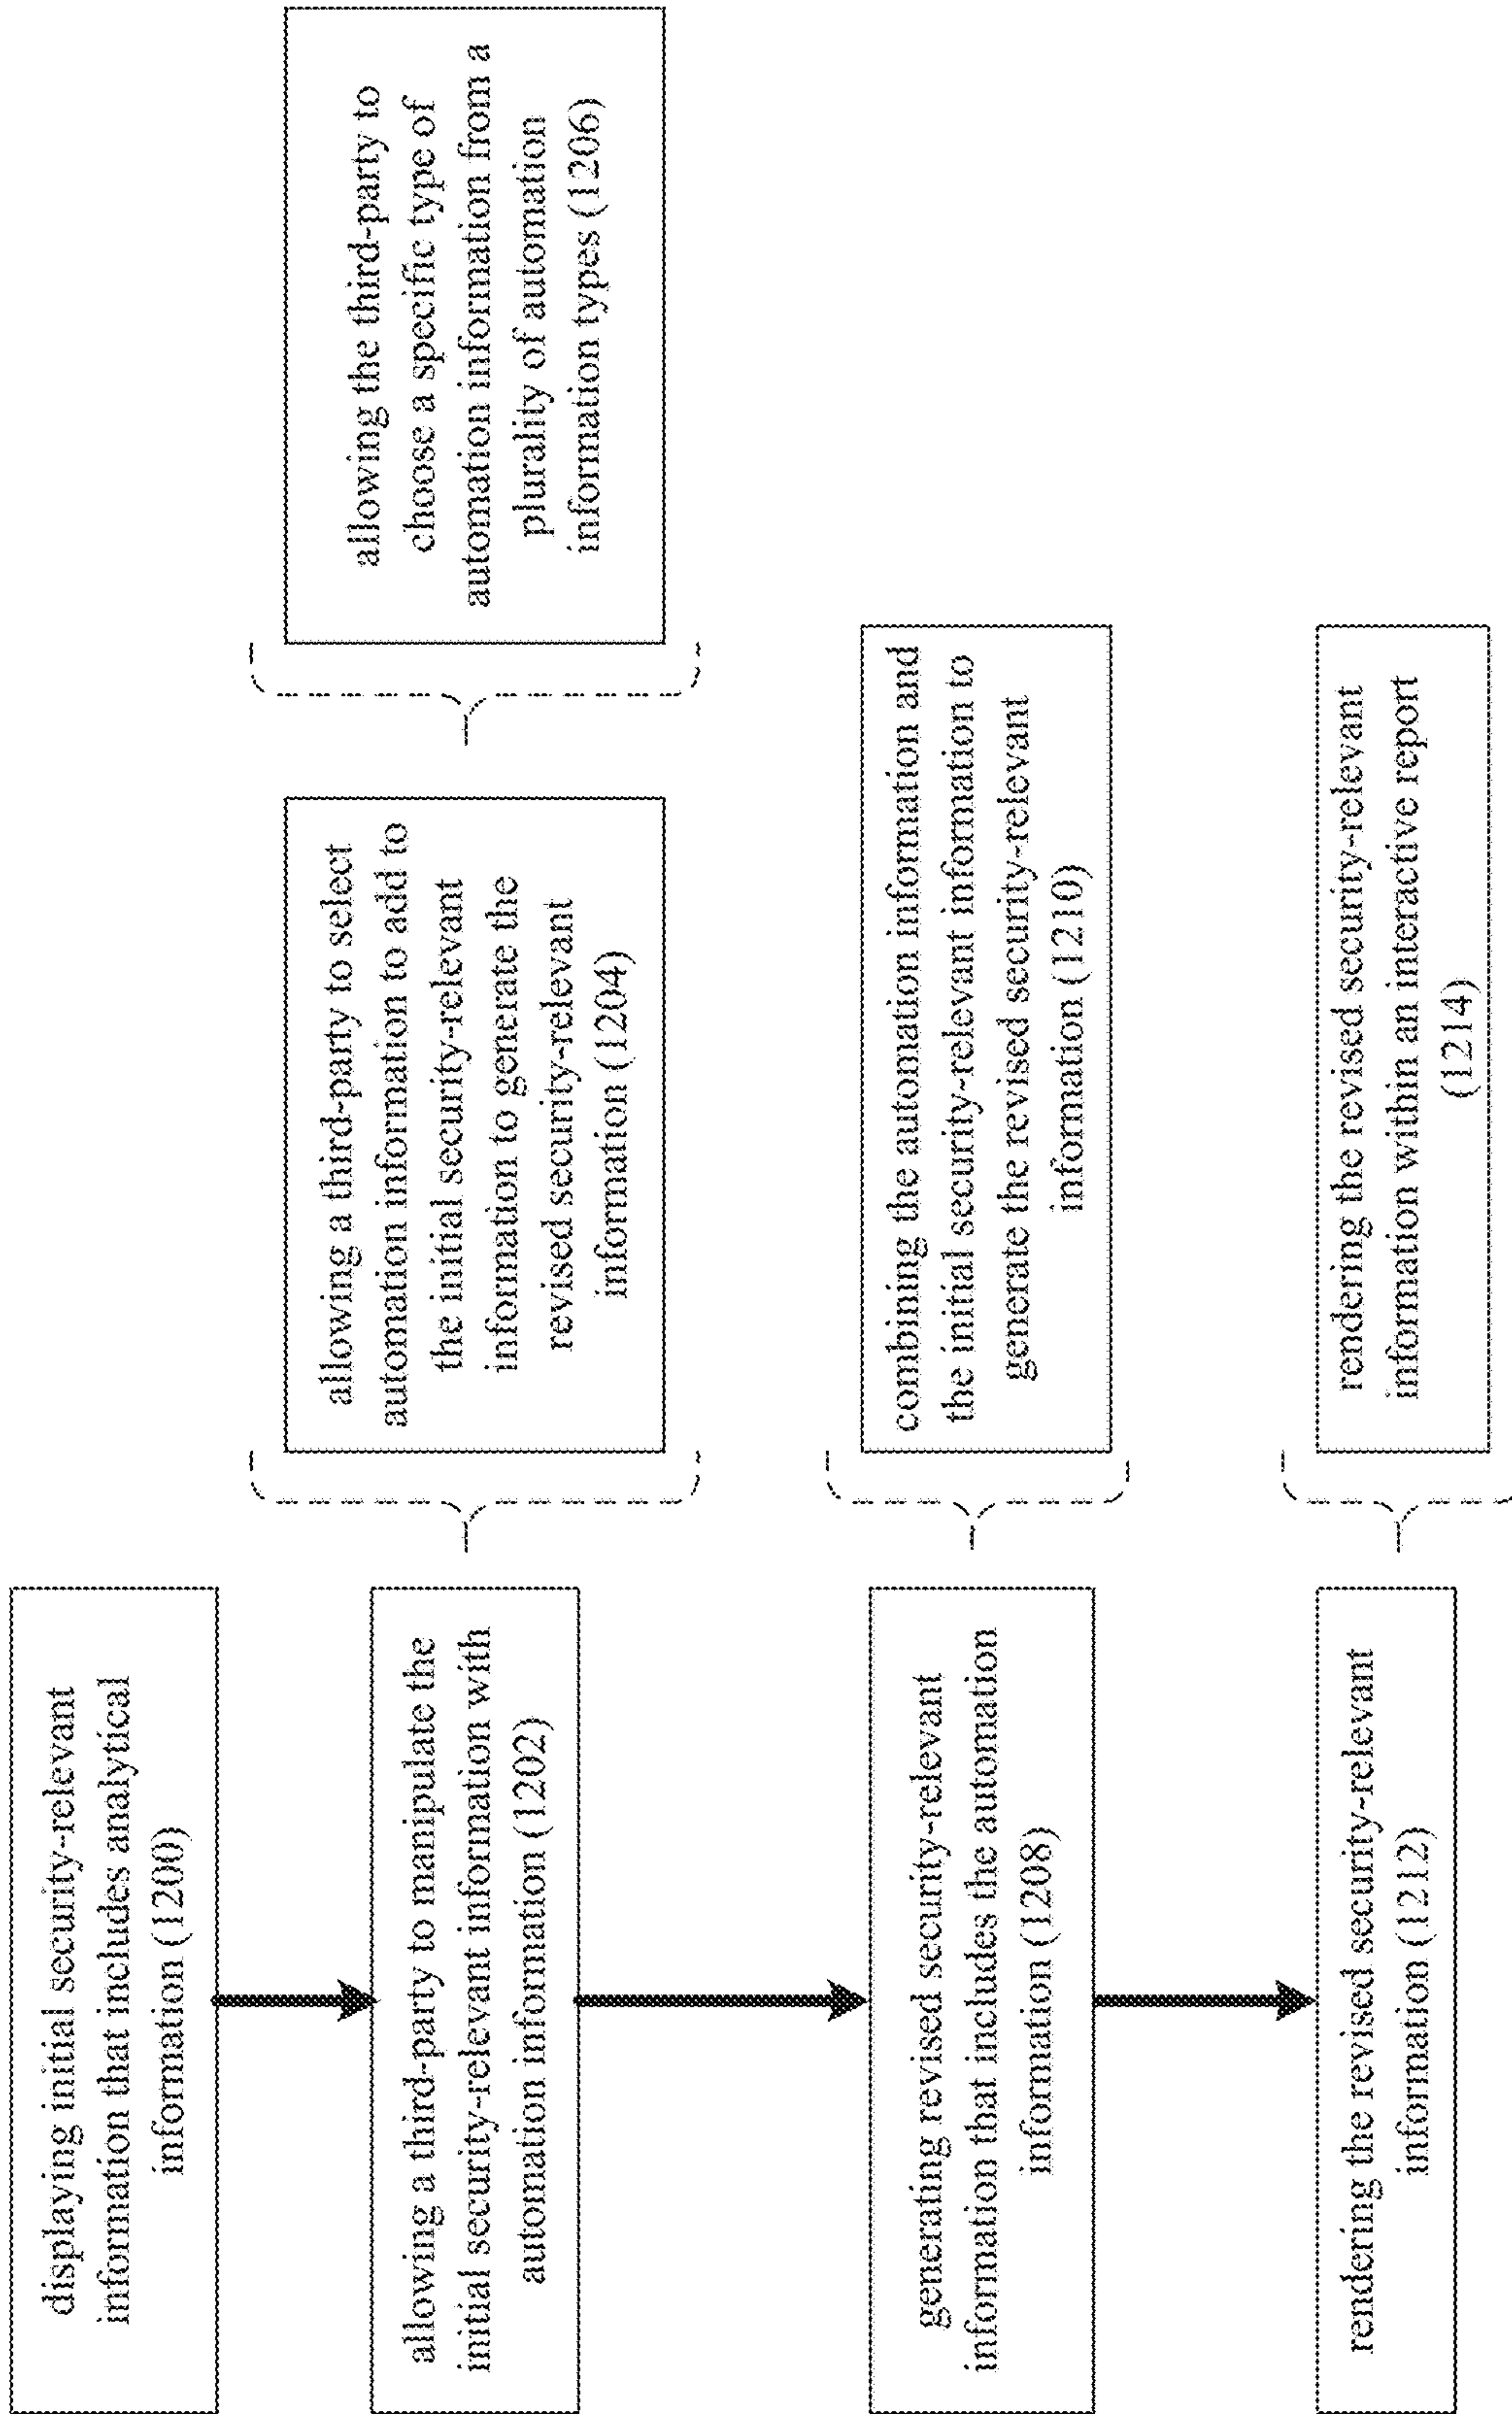 displaying initial security-relevant
information that includes analytical
information (1200)
allowing a third-party to manipulate the
initial security-relevant information with
automation information (1202)
allowing a third-party to select
automation information to add to
the initial security-relevant
information to generate the
revised security-relevant
information (1204)
allowing the third-party to
choose a specific type of
automation information from a
plurality of automation
information types (1206)
generating revised security-relevant
information that includes the automation
information (1208)
combining the automation information and
the initial security-relevant information to
generate the revised security-relevant
information (1210)
rendering the revised security-relevant
information (1212)
rendering the revised security-relevant
information within an interactive report
(1214)